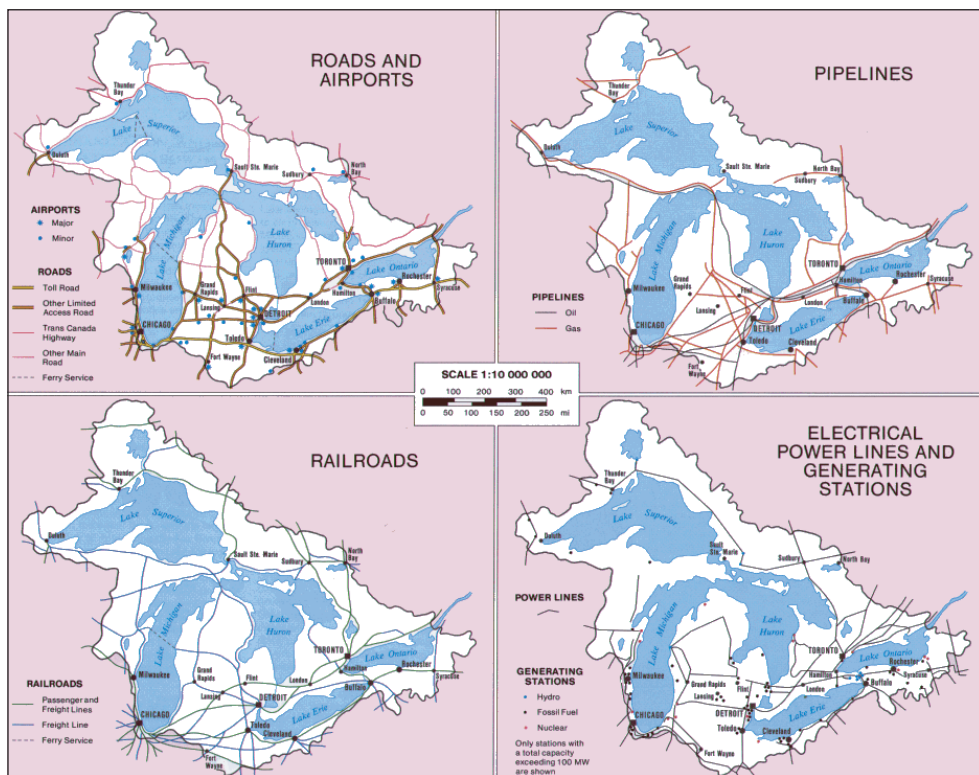 ROADS AND
AIRPORTS
Thunder
Bay
Lake Superior
Duluth
Sault Ste. Marie
Sudbury
North
Bay
AIRPORTS
Major
Minor
ROADS
Toll Road
Other Limited
Access Road
Trans Canada
Highway
Other Main
Road
Ferry Service
Lake Michigan
Lake
Huron
TORONTO
Lake Ontario
Hamilton
Rochester
Buffalo
Syracuse
London
Milwaukee
Grand
Rapids
Flint
Lansing
DETROIT
CHICAGO
Toledo
Lake Erie
Cleveland
Fort Wayne
PIPELINES
Thunder
Bay
Lake Superior
Duluth
Sault Ste. Marie
Sudbury
North Bay
Lake Michigan
Lake
Huron
TORONTO
Lake Ontario
Rochester
Hamilton
Syracuse
London
Buffalo
Milwaukee
Grand
Rapids
Flint
Lansing
DETROIT
CHICAGO
Toledo
Lake Erie
Cleveland
Fort
Wayne
PIPELINES
Oil
Gas
SCALE 1:10 000 000
0 100 200 300 400 km
0 50 100 150 200 250 mi
RAILROADS
Thunder
Bay
Lake Superior
Duluth
Sault Ste. Marie
Sudbury
North
Bay
Lake Michigan
Lake
Huron
TORONTO
Lake Ontario
Hamilton
Rochester
Buffalo
Syracuse
London
Milwaukee
Grand
Rapids
Flint
Lansing
DETROIT
CHICAGO
Toledo
Lake Erie
Cleveland
Fort
Wayne
RAILROADS
Passenger and
Freight Lines
Freight Line
Ferry Service
ELECTRICAL
POWER LINES AND
GENERATING
STATIONS
Thunder
Bay
Lake Superior
Duluth
Sault
Ste. Marie
Sudbury
North Bay
POWER LINES
Lake Michigan
Lake
Huron
TORONTO
Lake Ontario
Hamilton
Rochester
Syracuse
London
Buffalo
Milwaukee
Grand Rapids
Flint
Lansing
DETROIT
CHICAGO
Toledo
Lake Erie
Cleveland
Fort Wayne
GENERATING
STATIONS
Hydro
Fossil Fuel
Nuclear
Only stations with
a total capacity
exceeding 100 MW
are shown